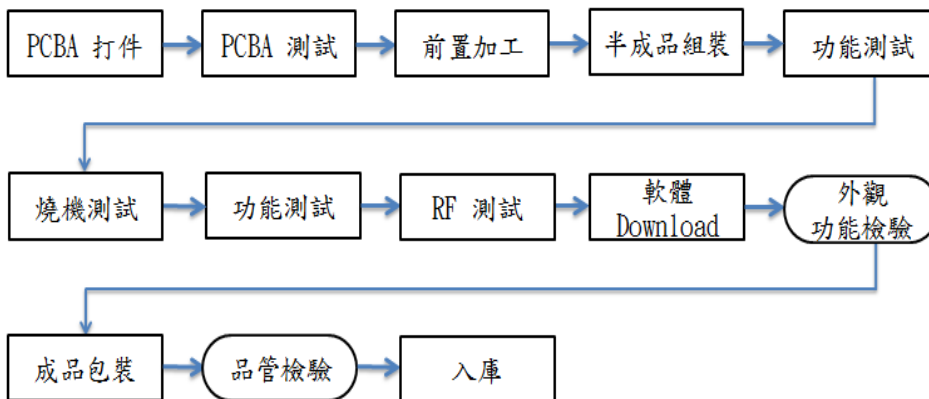 PCBA 打件
PCBA 測試
前置加工
半成品組裝
功能測試
燒機測試
功能測試
RF 測試
軟體
Download
外觀
功能檢驗
成品包裝
品管檢驗
入庫